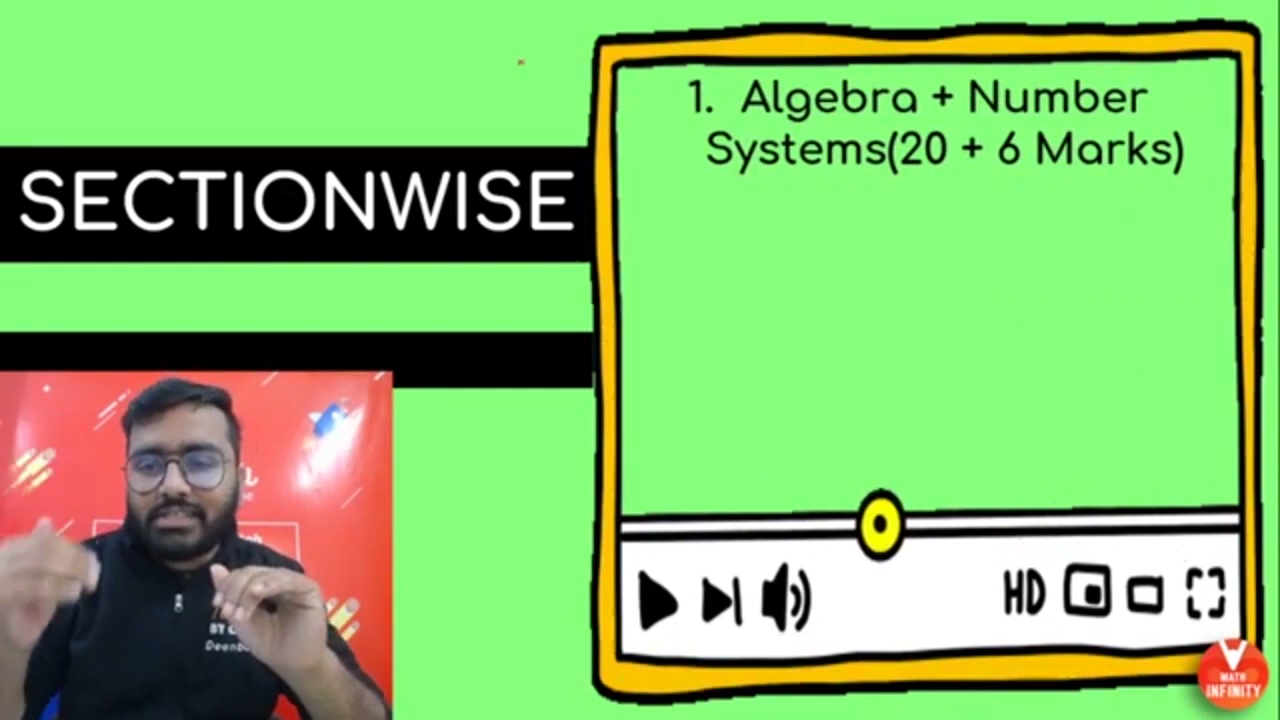 SECTIONWISE
1. Algebra + Number
Systems(20 + 6 Marks)
HD
MATH
INFINITY